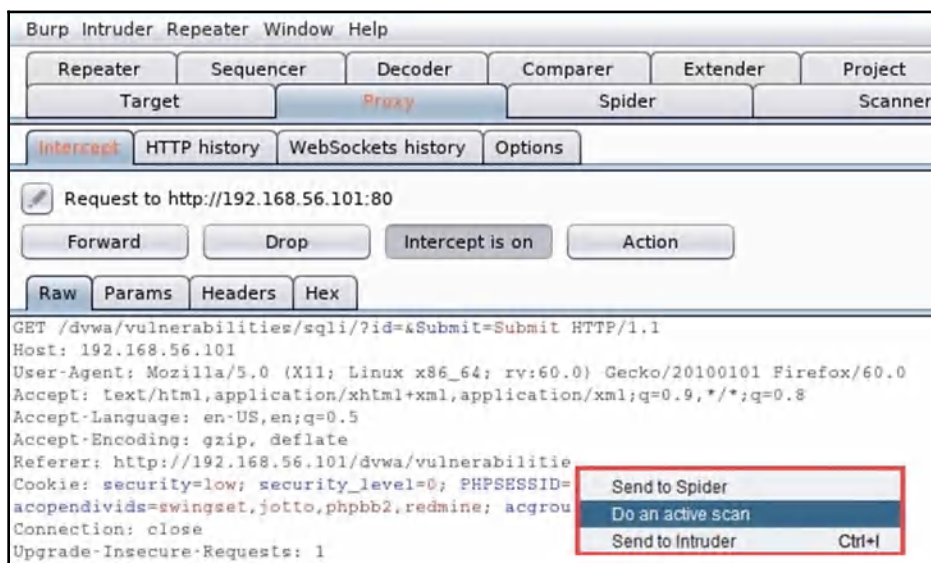 Burp Intruder Repeater Window Help
Repeater Sequencer Decoder Comparer Extender Project
Target Proxy Spider Scanner
Intercept HTTP history WebSockets history Options
Request to http://192.168.56.101:80
Forward Drop Intercept is on Action
Raw Params Headers Hex
GET /dvwa/vulnerabilities/sqli/?id=&Submit=Submit HTTP/1.1
Host: 192.168.56.101
User-Agent: Mozilla/5.0 (X11; Linux x86_64; rv:60.0) Gecko/20100101 Firefox/60.0
Accept: text/html,application/xhtml+xml,application/xml;q=0.9,*/*;q=0.8
Accept-Language: en-US,en;q=0.5
Accept-Encoding: gzip, deflate
Referer: http://192.168.56.101/dvwa/vulnerabilitie
Cookie: security=low; security_level=0; PHPSESSID=
acopendivids=swingset,jotto,phpbb2,redmine; acgrou
Connection: close
Upgrade-Insecure-Requests: 1
Send to Spider
Do an active scan
Send to Intruder Ctrl+I